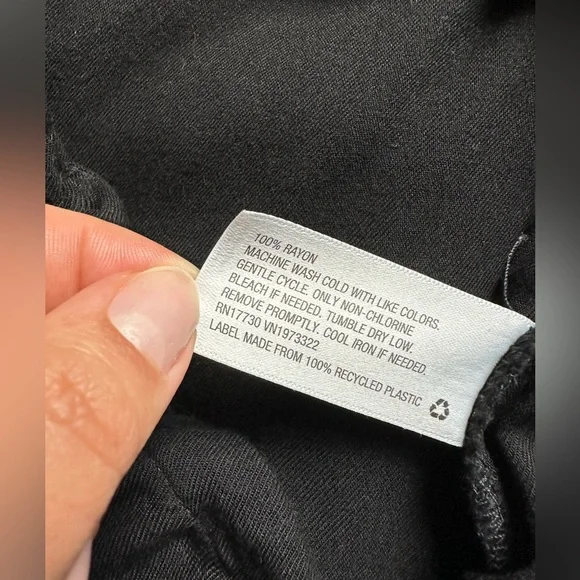 100% RAYON
MACHINE WASH COLD WITH LIKE COLORS.
GENTLE CYCLE. ONLY NON-CHLORINE
BLEACH IF NEEDED. TUMBLE DRY LOW.
REMOVE PROMPTLY. COOL IRON IF NEEDED.
RN17730 VN1973322
LABEL MADE FROM 100% RECYCLED PLASTIC